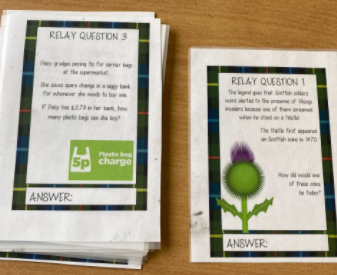 RELAY QUESTION 3
Daisy grudges paying 5p for carrier bags
at the supermarket.
She saves spare change in a piggy bank
for whenever she needs to buy one.
If Daisy has £2.73 in her bank, how
many plastic bags can she buy?
5p
Plastic bag
charge
ANSWER:
RELAY QUESTION 1
The legend goes that Scottish soldiers
were alerted to the presence of Vikings
invaders because one of them screamed
when he stood on a thistle!
The thistle first appeared
on Scottish coins in 1470.
How old would one
of these coins
be today?
ANSWER: